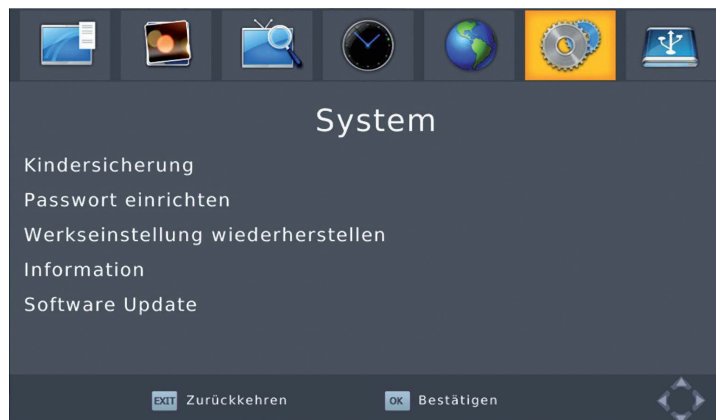 System
Kindersicherung
Passwort einrichten
Werkseinstellung wiederherstellen
Information
Software Update
EXIT Zurückkehren OK Bestätigen